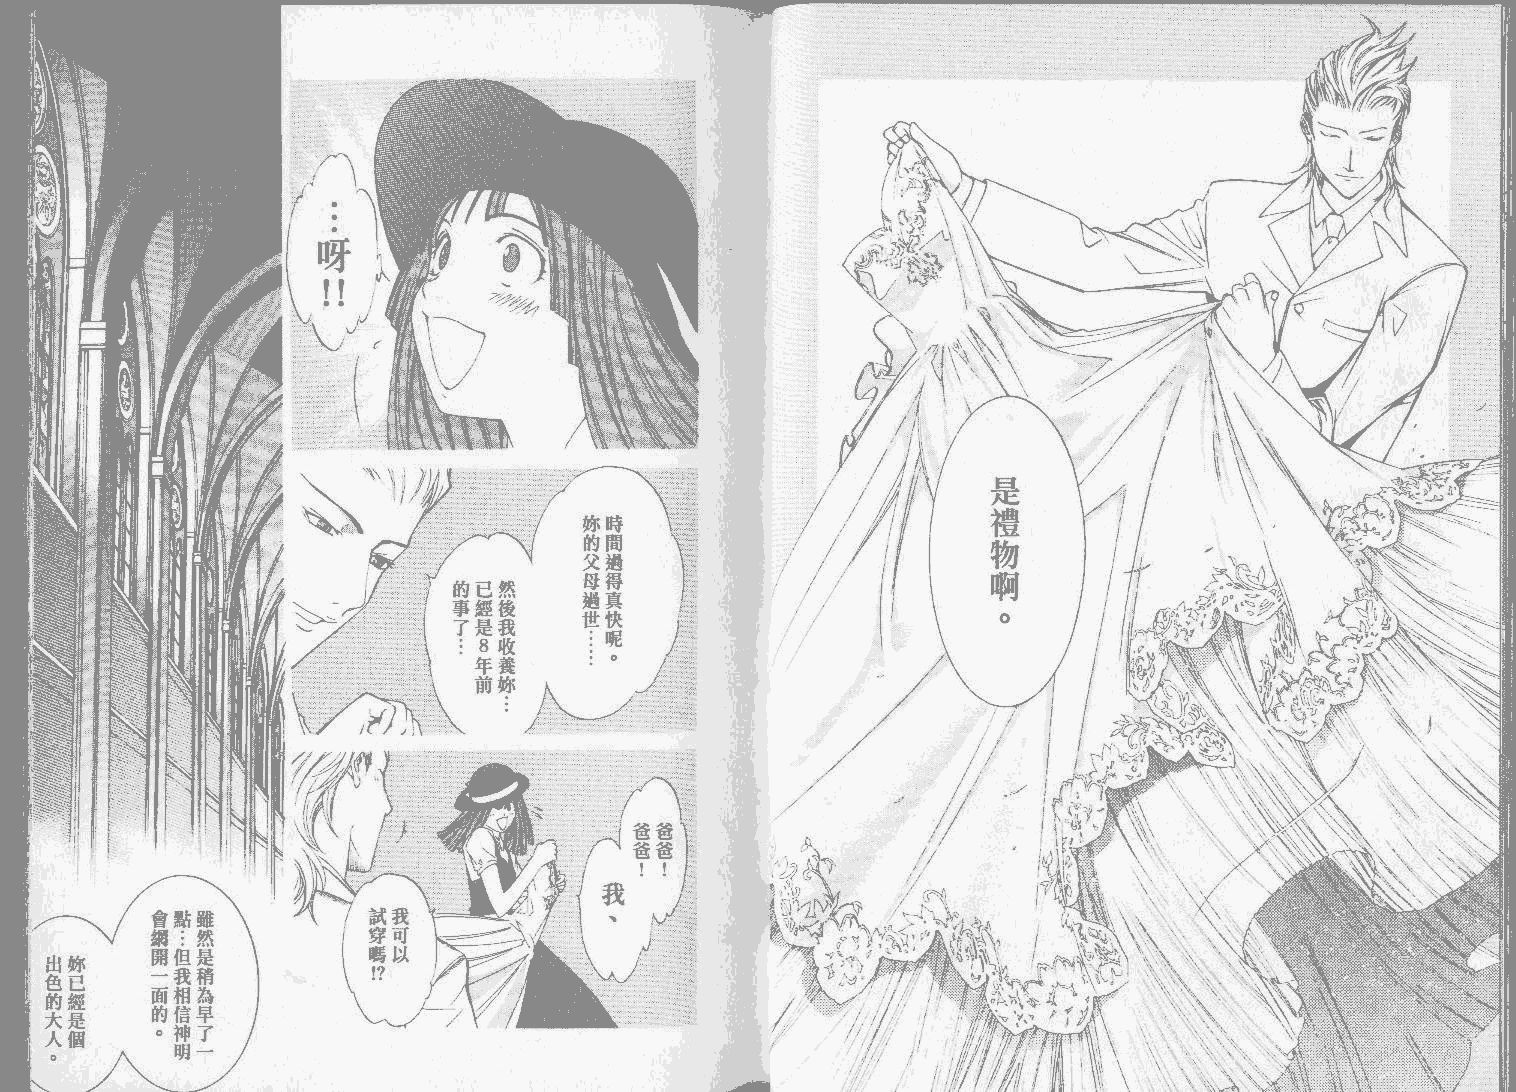 是禮物啊。
…呀!!
時間過得真快呢。
妳的父母過世……
然後我收養妳…
已經是8年前
的事了…
爸爸！
爸爸！
我、
我可以
試穿嗎!?
雖然是稍為早了一
點…但我相信神明
會網開一面的。
妳已經是個
出色的大人。